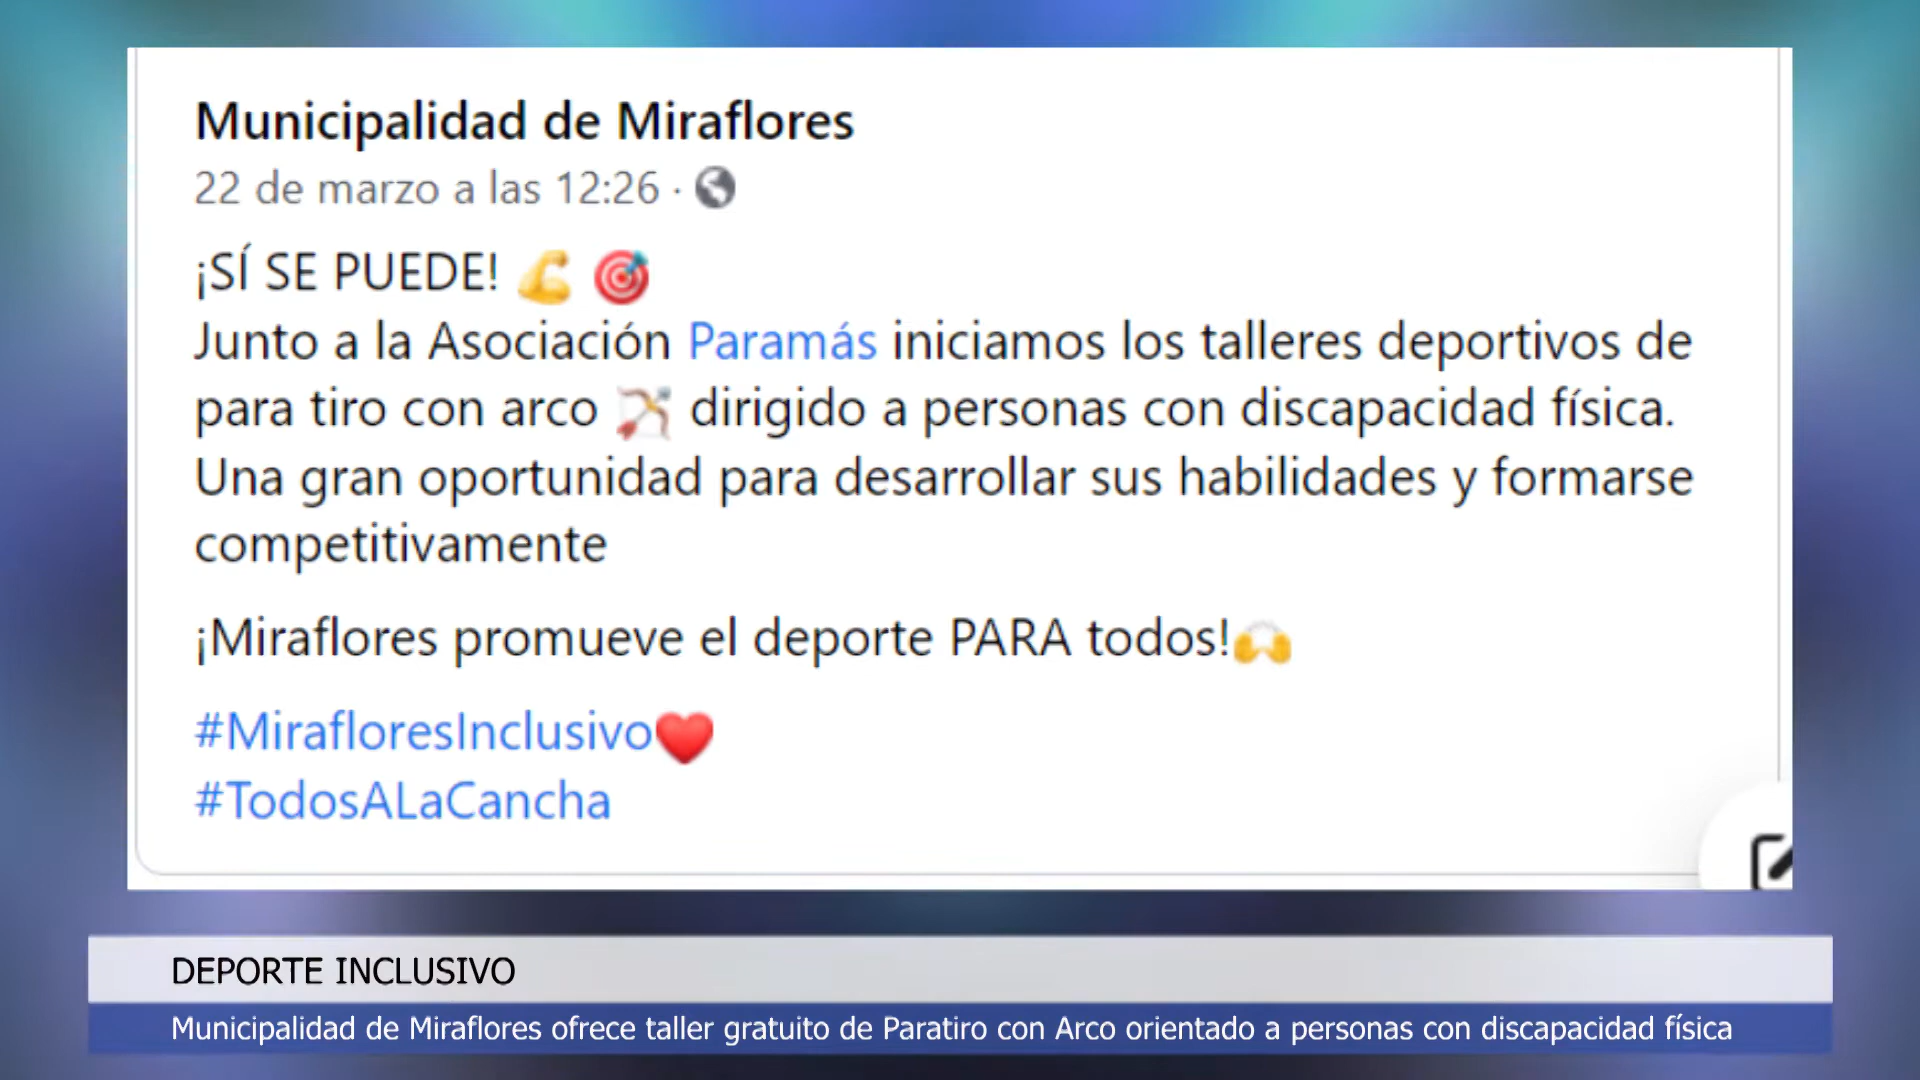 Municipalidad de Miraflores
22 de marzo a las 12:26 ·
¡SÍ SE PUEDE! 💪 🎯
Junto a la Asociación Paramás iniciamos los talleres deportivos de
para tiro con arco 🏹 dirigido a personas con discapacidad física.
Una gran oportunidad para desarrollar sus habilidades y formarse
competitivamente
¡Miraflores promueve el deporte PARA todos!🙌
#MirafloresInclusivo❤️
#TodosALaCancha
DEPORTE INCLUSIVO
Municipalidad de Miraflores ofrece taller gratuito de Paratiro con Arco orientado a personas con discapacidad física